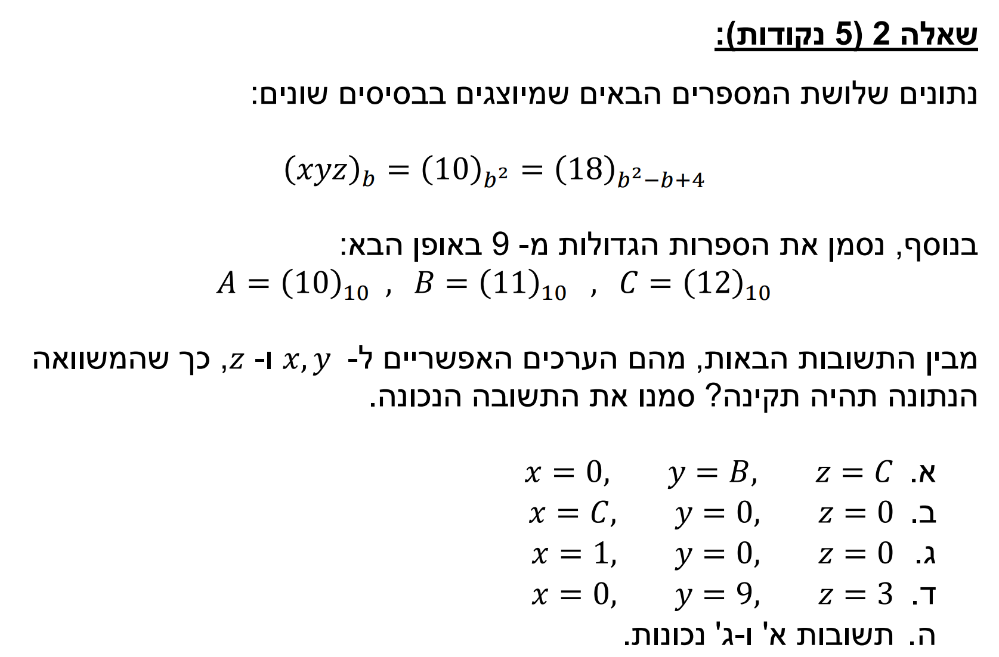 שאלה 2 (5 נקודות):
נתונים שלושת המספרים הבאים שמיוצגים בבסיסים שונים:
(xyz)_b = (10)_{b²} = (18)_{b²−b+4}
בנוסף, נסמן את הספרות הגדולות מ- 9 באופן הבא:
A = (10)₁₀ , B = (11)₁₀ , C = (12)₁₀
מבין התשובות הבאות, מהם הערכים האפשריים ל- x, y ו- z, כך שהמשוואה
הנתונה תהיה תקינה? סמנו את התשובה הנכונה.
א. x = 0, y = B, z = C
ב. x = C, y = 0, z = 0
ג. x = 1, y = 0, z = 0
ד. x = 0, y = 9, z = 3
ה. תשובות א' ו-ג' נכונות.